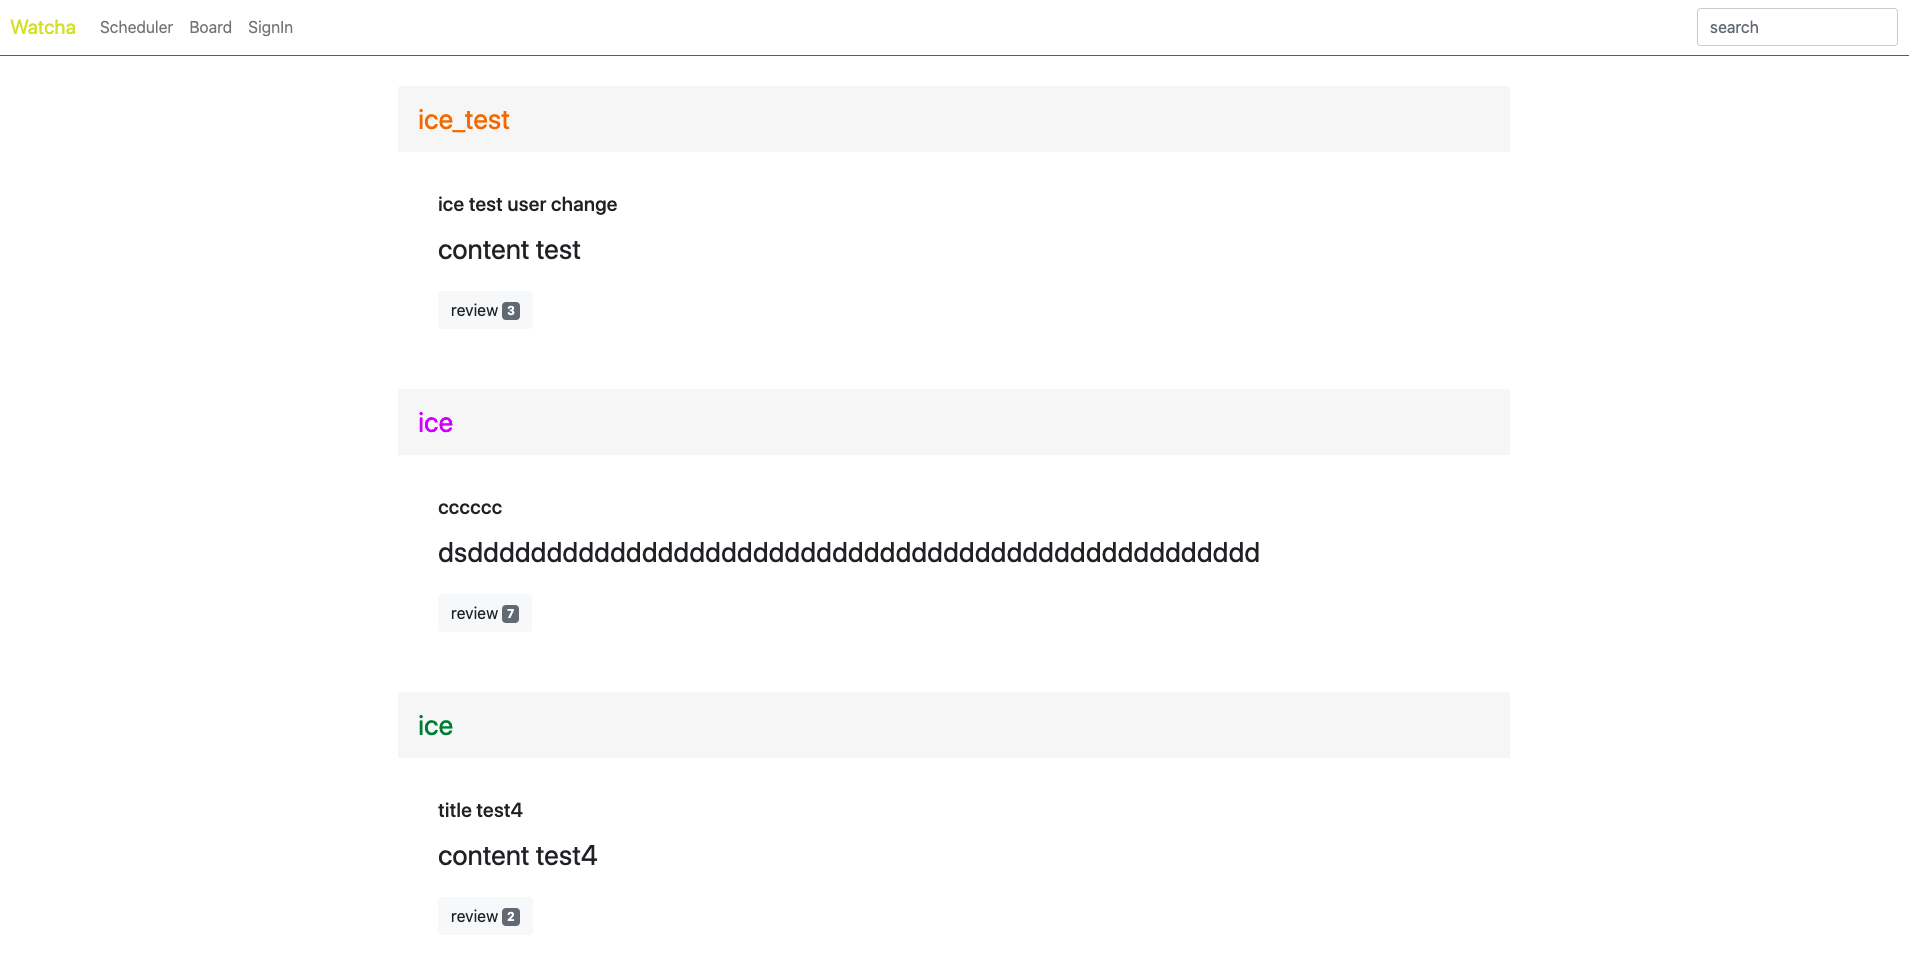 Watcha Scheduler Board SignIn search
ice_test
ice test user change
content test
review 3
ice
cccccc
dsdddddddddddddddddddddddddddddddddddddddddddddddddd
review 7
ice
title test4
content test4
review 2